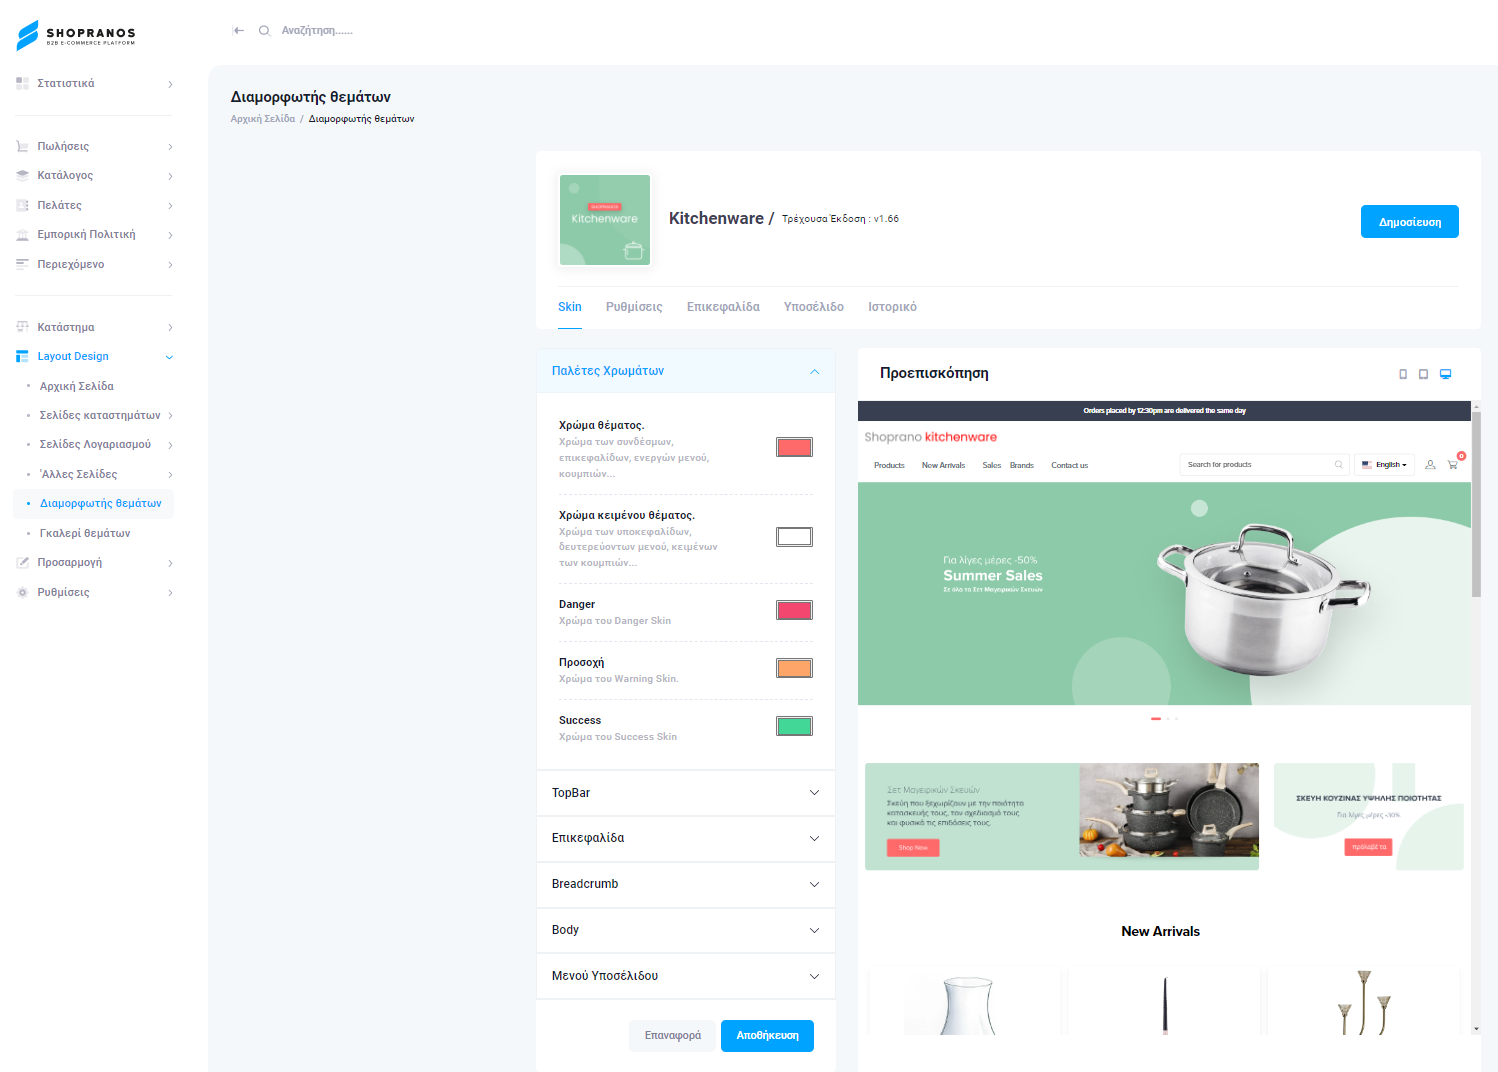 SHOPRANOS
B2B E-COMMERCE PLATFORM
Αναζήτηση......
Στατιστικά
Πωλήσεις
Κατάλογος
Πελάτες
Εμπορική Πολιτική
Περιεχόμενο
Κατάστημα
Layout Design
Αρχική Σελίδα
Σελίδες καταστημάτων
Σελίδες Λογαριασμού
'Αλλες Σελίδες
Διαμορφωτής θεμάτων
Γκαλερί θεμάτων
Προσαρμογή
Ρυθμίσεις
Διαμορφωτής θεμάτων
Αρχική Σελίδα / Διαμορφωτής θεμάτων
SHOPRANOS
Kitchenware
Kitchenware / Τρέχουσα Έκδοση : v1.66
Δημοσίευση
Skin Ρυθμίσεις Επικεφαλίδα Υποσέλιδο Ιστορικό
Παλέτες Χρωμάτων
Χρώμα θέματος.
Χρώμα των συνδέσμων,
επικεφαλίδων, ενεργών μενού,
κουμπιών...
Χρώμα κειμένου θέματος.
Χρώμα των υποκεφαλίδων,
δευτερεύοντων μενού, κειμένων
των κουμπιών...
Danger
Χρώμα του Danger Skin
Προσοχή
Χρώμα του Warning Skin.
Success
Χρώμα του Success Skin
TopBar
Επικεφαλίδα
Breadcrumb
Body
Μενού Υποσέλιδου
Επαναφορά Αποθήκευση
Προεπισκόπηση
Orders placed by 12:30pm are delivered the same day
Shoprano kitchenware
Products New Arrivals Sales Brands Contact us
Search for products
English
0
Για λίγες μέρες -50%
Summer Sales
Σε όλα τα Σετ Μαγειρικών Σκευών
Σετ Μαγειρικών Σκευών
Σκεύη που ξεχωρίζουν με την ποιότητα
κατασκευής τους, τον σχεδιασμό τους
και φυσικά τις επιδόσεις τους.
Shop Now
ΣΚΕΥΗ ΚΟΥΖΙΝΑΣ ΥΨΗΛΗΣ ΠΟΙΟΤΗΤΑΣ
Για λίγες μέρες -30%
πρόλαβέ τα
New Arrivals